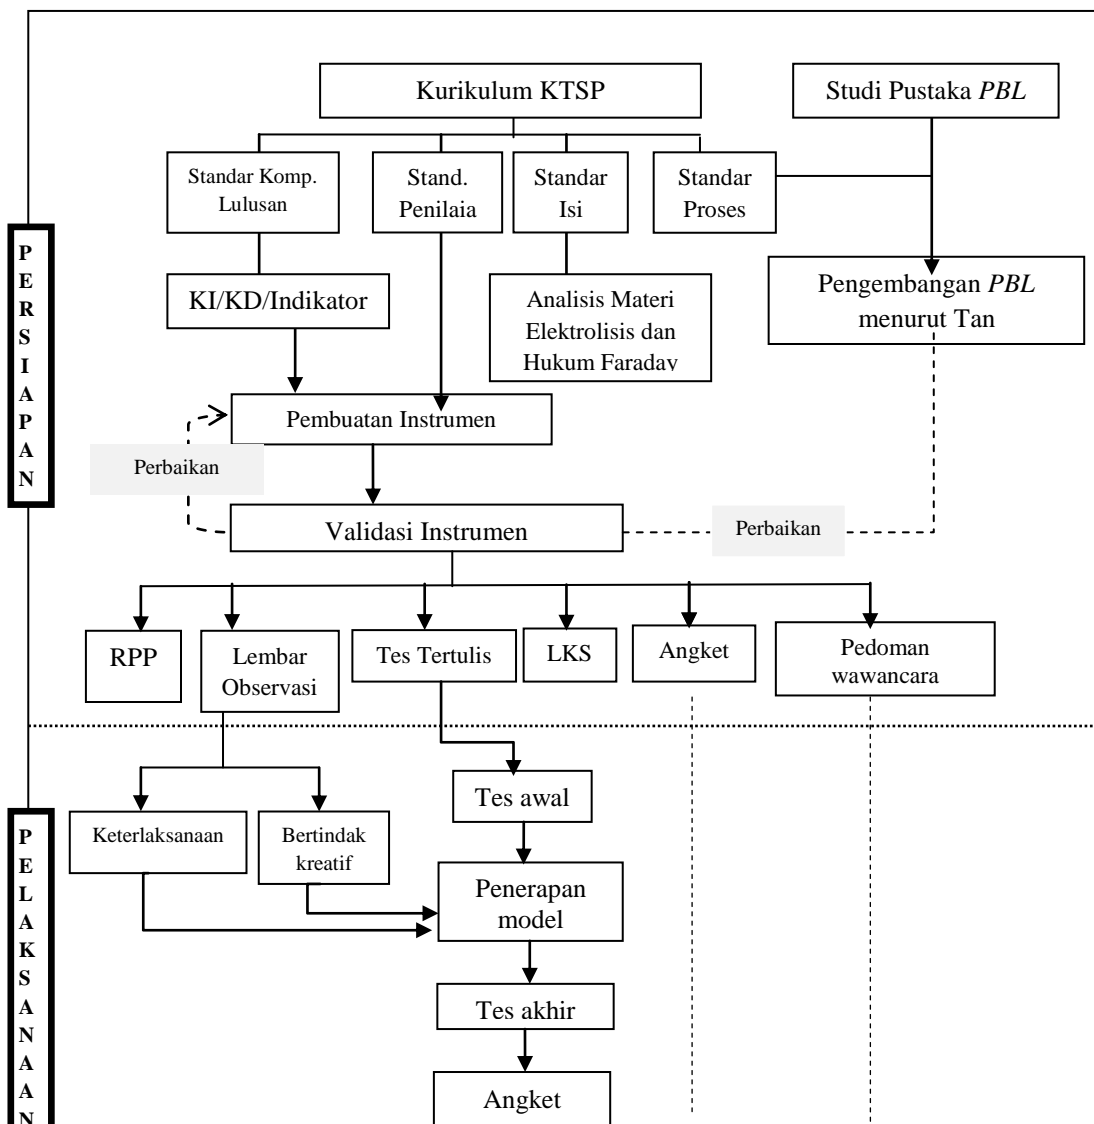 Kurikulum KTSP
Studi Pustaka PBL
Standar Komp.
Lulusan
Stand.
Penilaia
Standar
Isi
Standar
Proses
PERSIAPAN
KI/KD/Indikator
Analisis Materi
Elektrolisis dan
Hukum Faraday
Pengembangan PBL
menurut Tan
Pembuatan Instrumen
Perbaikan
Validasi Instrumen
Perbaikan
RPP
Lembar
Observasi
Tes Tertulis
LKS
Angket
Pedoman
wawancara
PELAKSANAAN
Tes awal
Keterlaksanaan
Bertindak
kreatif
Penerapan
model
Tes akhir
Angket